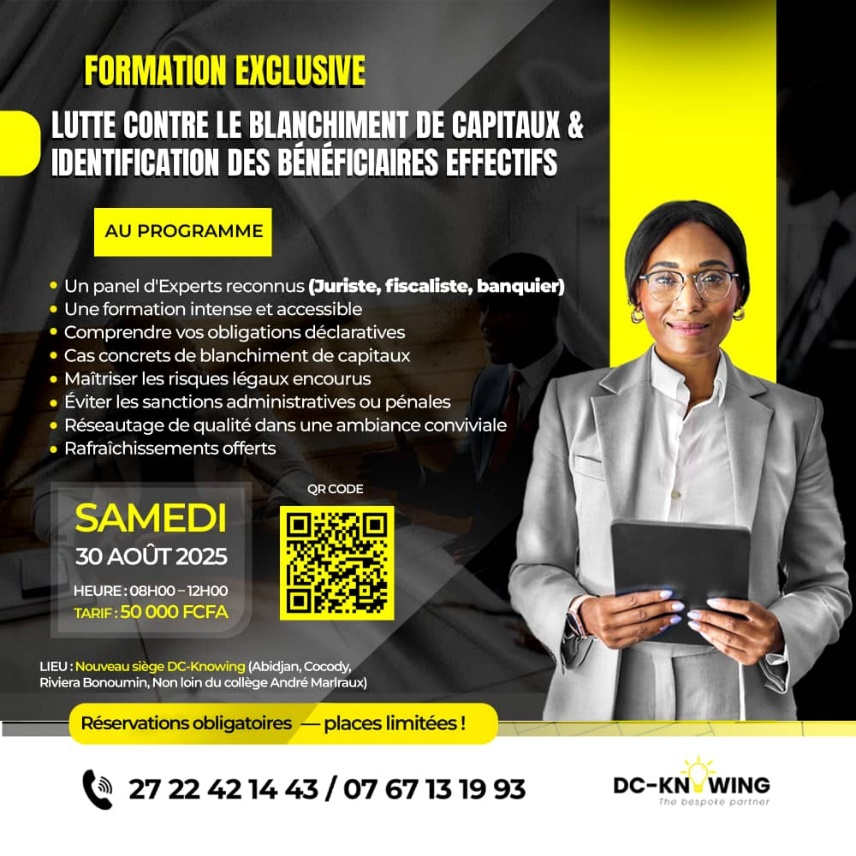 FORMATION EXCLUSIVE
LUTTE CONTRE LE BLANCHIMENT DE CAPITAUX &
IDENTIFICATION DES BÉNÉFICIAIRES EFFECTIFS
AU PROGRAMME
• Un panel d'Experts reconnus (Juriste, fiscaliste, banquier)
• Une formation intense et accessible
• Comprendre vos obligations déclaratives
• Cas concrets de blanchiment de capitaux
• Maîtriser les risques légaux encourus
• Éviter les sanctions administratives ou pénales
• Réseautage de qualité dans une ambiance conviviale
• Rafraîchissements offerts
SAMEDI
30 AOÛT 2025
HEURE : 08H00 – 12H00
TARIF : 50 000 FCFA
QR CODE
LIEU : Nouveau siège DC-Knowing (Abidjan, Cocody,
Riviera Bonoumin, Non loin du collège André Marlraux)
Réservations obligatoires — places limitées !
27 22 42 14 43 / 07 67 13 19 93
DC-KNOWING
The bespoke partner